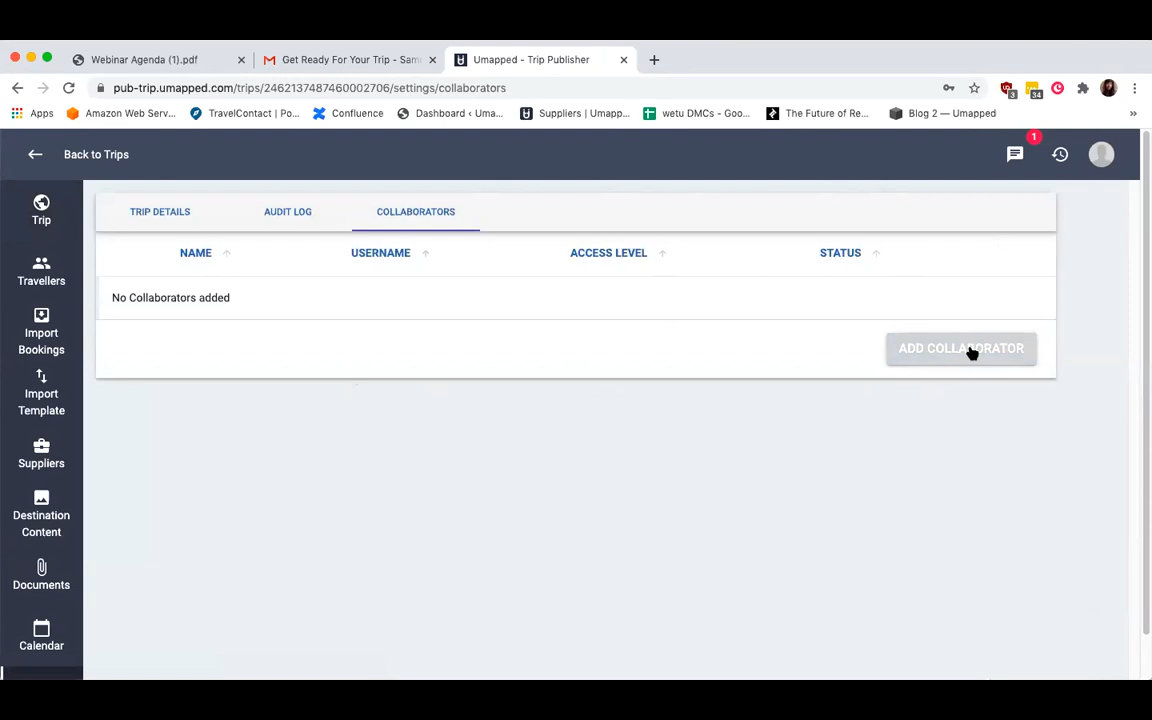 Webinar Agenda (1).pdf
Get Ready For Your Trip - Sam
Umapped - Trip Publisher
pub-trip.umapped.com/trips/2462137487460002706/settings/collaborators
3
34
Apps
Amazon Web Serv...
TravelContact | Po...
Confluence
Dashboard ‹ Uma...
Suppliers | Umapp...
wetu DMCs - Goo...
The Future of Re...
Blog 2 — Umapped
»
Back to Trips
1
Trip
Travellers
Import
Bookings
Import
Template
Suppliers
Destination
Content
Documents
Calendar
TRIP DETAILS
AUDIT LOG
COLLABORATORS
NAME
USERNAME
ACCESS LEVEL
STATUS
No Collaborators added
ADD COLLABORATOR